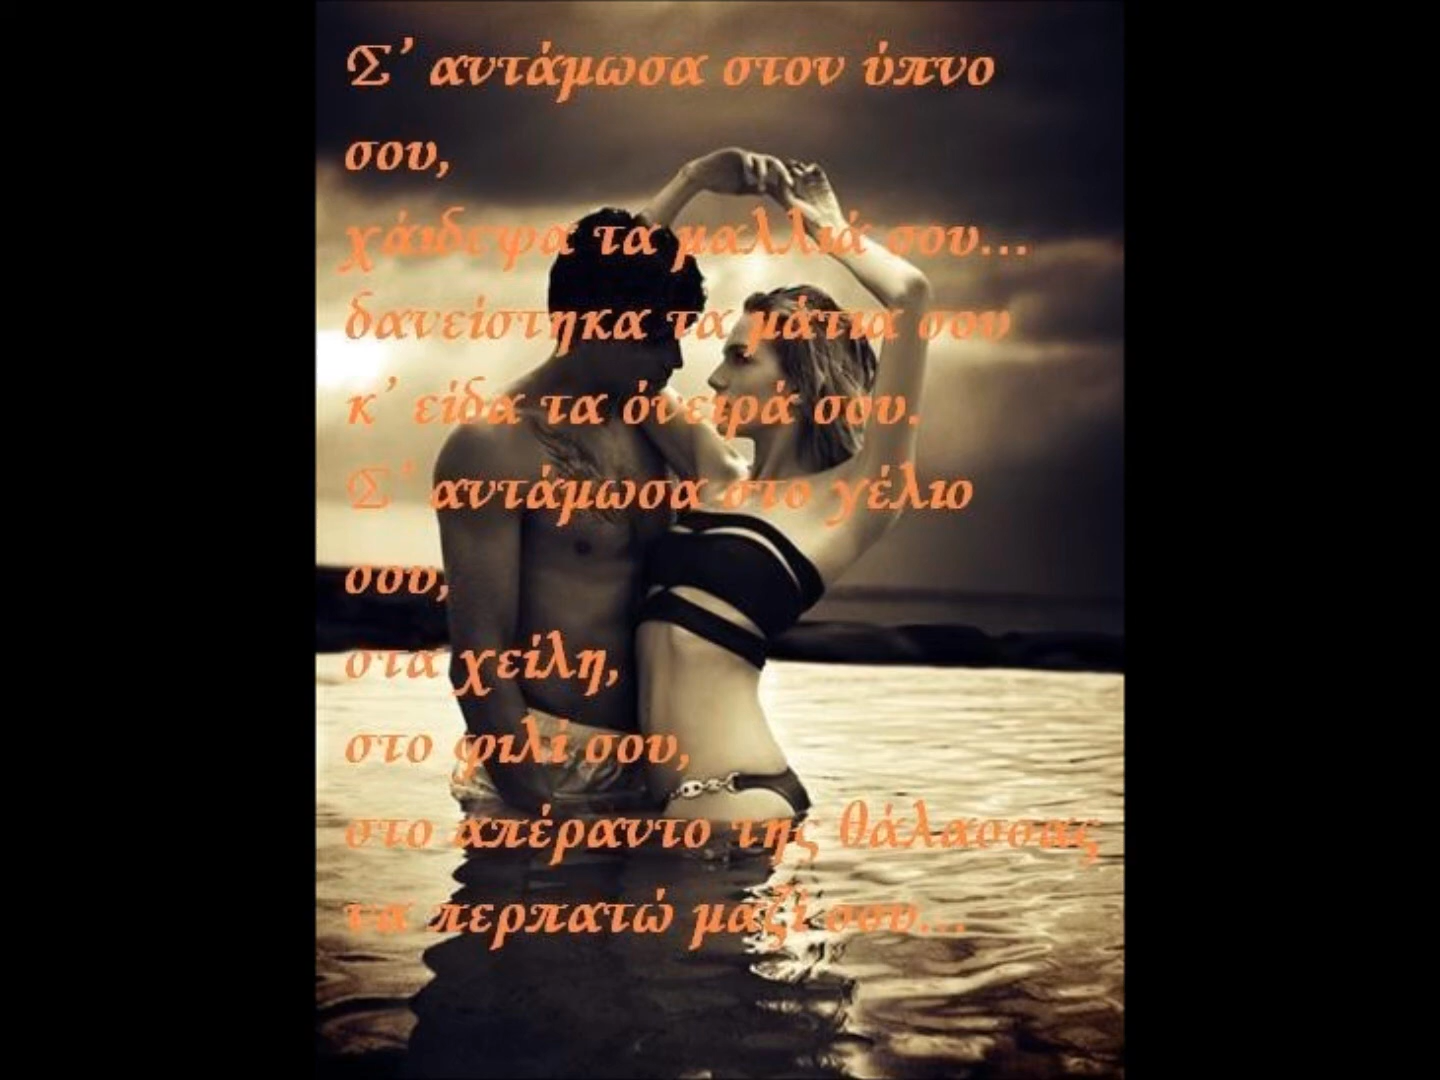 Σ' αντάμωσα στον ύπνο
σου,
χάιδεψα τα μαλλιά σου...
δανείστηκα τα μάτια σου
κ' είδα τα όνειρά σου.
Σ' αντάμωσα στο γέλιο
σου,
στα χείλη,
στο φιλί σου,
στο απέραντο της θάλασσας
να περπατώ μαζί σου...